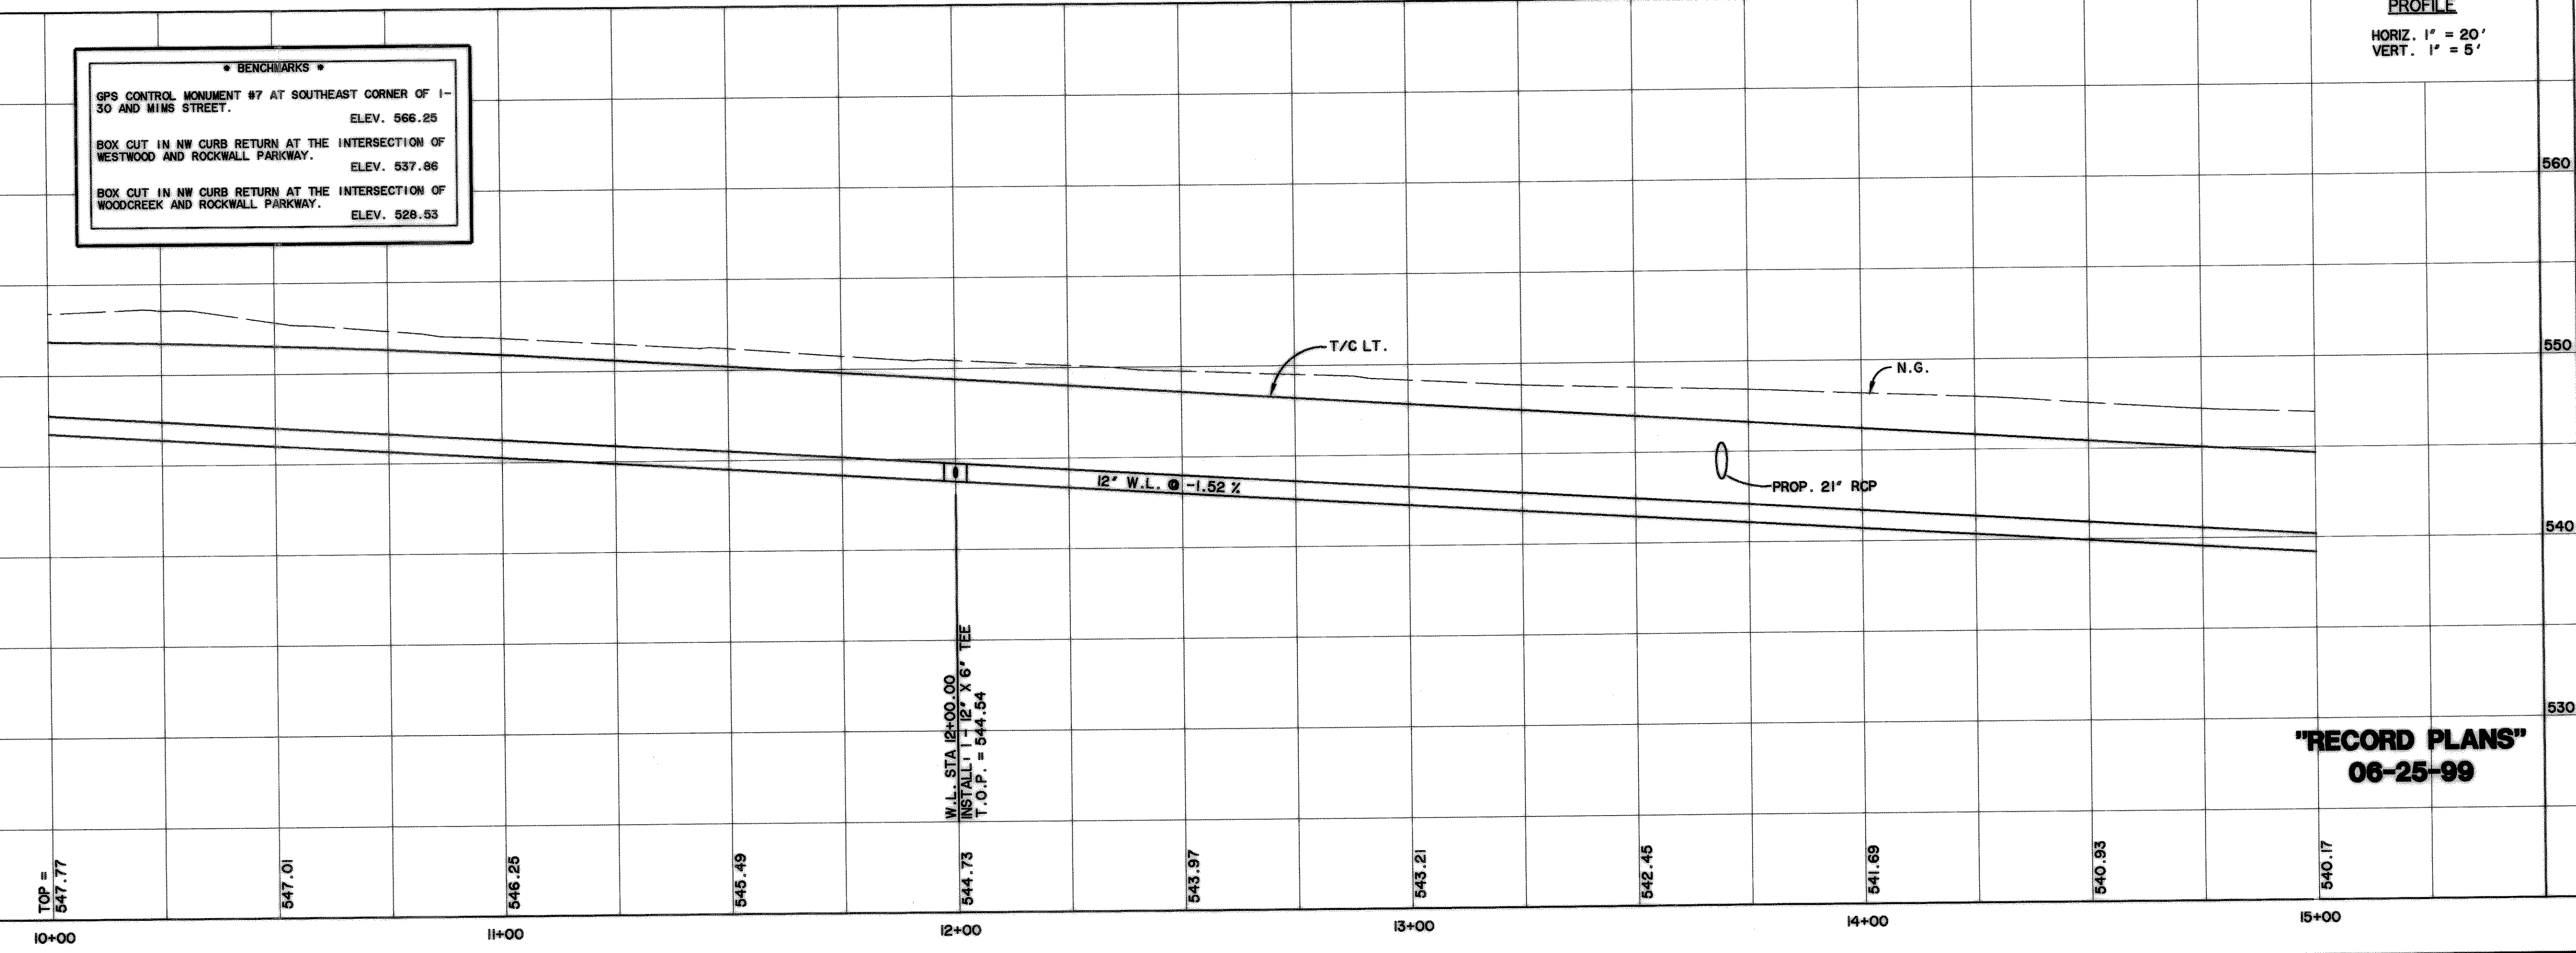 PROFILE
HORIZ. 1" = 20'
VERT. 1" = 5'
* BENCHMARKS *
GPS CONTROL MONUMENT #7 AT SOUTHEAST CORNER OF I-
30 AND MIMS STREET.
ELEV. 566.25
BOX CUT IN NW CURB RETURN AT THE INTERSECTION OF
WESTWOOD AND ROCKWALL PARKWAY.
ELEV. 537.86
BOX CUT IN NW CURB RETURN AT THE INTERSECTION OF
WOODCREEK AND ROCKWALL PARKWAY.
ELEV. 528.53
560
T/C LT.
550
N.G.
12" W.L. @ -1.52 %
PROP. 21" RCP
540
W.L. STA 12+00.00
INSTALL: 1 - 12" X 6" TEE
T.O.P. = 544.54
530
"RECORD PLANS"
06-25-99
TOP =
547.77
547.01
546.25
545.49
544.73
543.97
543.21
542.45
541.69
540.93
540.17
10+00
11+00
12+00
13+00
14+00
15+00